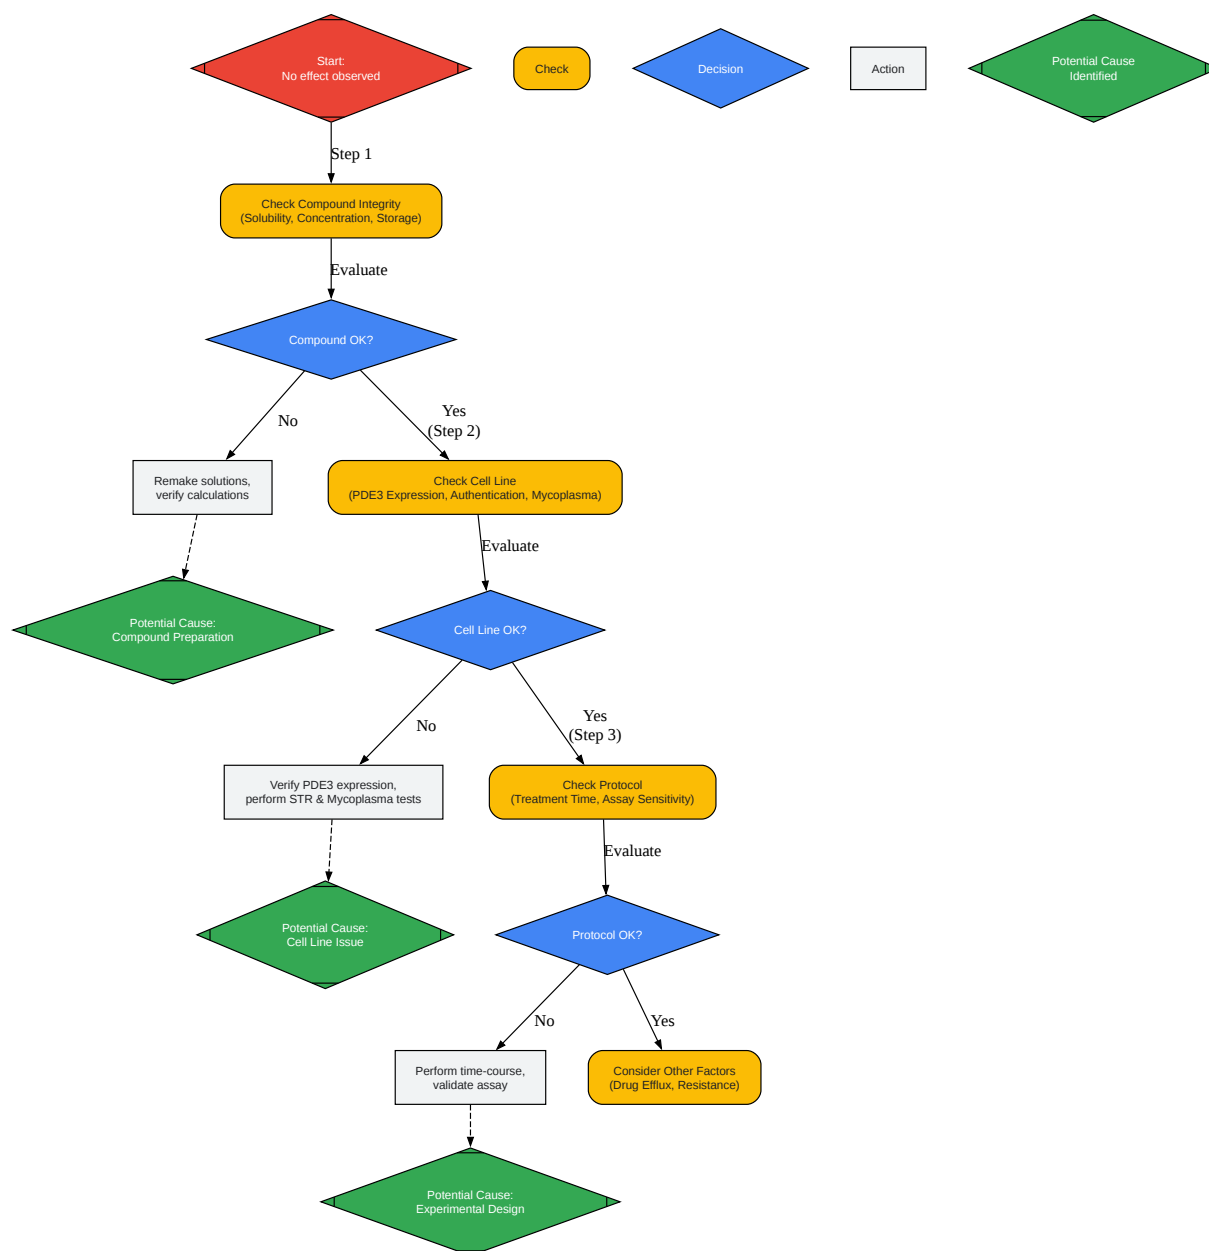 Start:
No effect observed
Check
Decision
Action
Potential Cause
Identified
Step 1
Check Compound Integrity
(Solubility, Concentration, Storage)
Evaluate
Compound OK?
No
Yes
(Step 2)
Remake solutions,
verify calculations
Check Cell Line
(PDE3 Expression, Authentication, Mycoplasma)
Evaluate
Potential Cause:
Compound Preparation
Cell Line OK?
No
Yes
(Step 3)
Verify PDE3 expression,
perform STR & Mycoplasma tests
Check Protocol
(Treatment Time, Assay Sensitivity)
Evaluate
Potential Cause:
Cell Line Issue
Protocol OK?
No
Yes
Perform time-course,
validate assay
Consider Other Factors
(Drug Efflux, Resistance)
Potential Cause:
Experimental Design